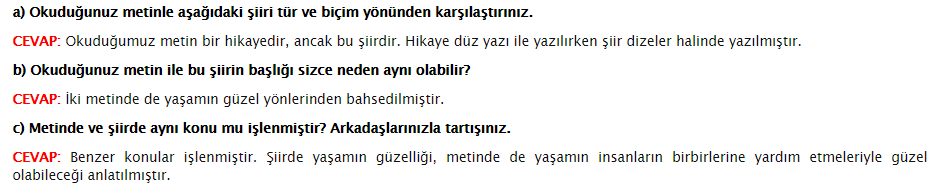 a) Okuduğunuz metinle aşağıdaki şiiri tür ve biçim yönünden karşılaştırınız.
CEVAP: Okuduğumuz metin bir hikayedir, ancak bu şiirdir. Hikaye düz yazı ile yazılırken şiir dizeler halinde yazılmıştır.
b) Okuduğunuz metin ile bu şiirin başlığı sizce neden aynı olabilir?
CEVAP: İki metinde de yaşamın güzel yönlerinden bahsedilmiştir.
c) Metinde ve şiirde aynı konu mu işlenmiştir? Arkadaşlarınızla tartışınız.
CEVAP: Benzer konular işlenmiştir. Şiirde yaşamın güzelliği, metinde de yaşamın insanların birbirlerine yardım etmeleriyle güzel
olabileceği anlatılmıştır.